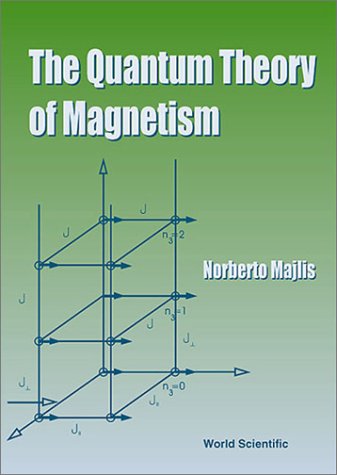 The Quantum Theory
of Magnetism
J
n₃=2
J
Norberto Majlis
J
n₃=1
J⊥
J⊥
n₃=0
J∥
J∥
World Scientific